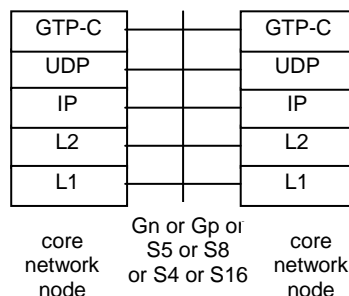 GTP-C GTP-C
UDP UDP
IP IP
L2 L2
L1 L1
core
network
node
Gn or Gp or
S5 or S8
or S4 or S16
core
network
node